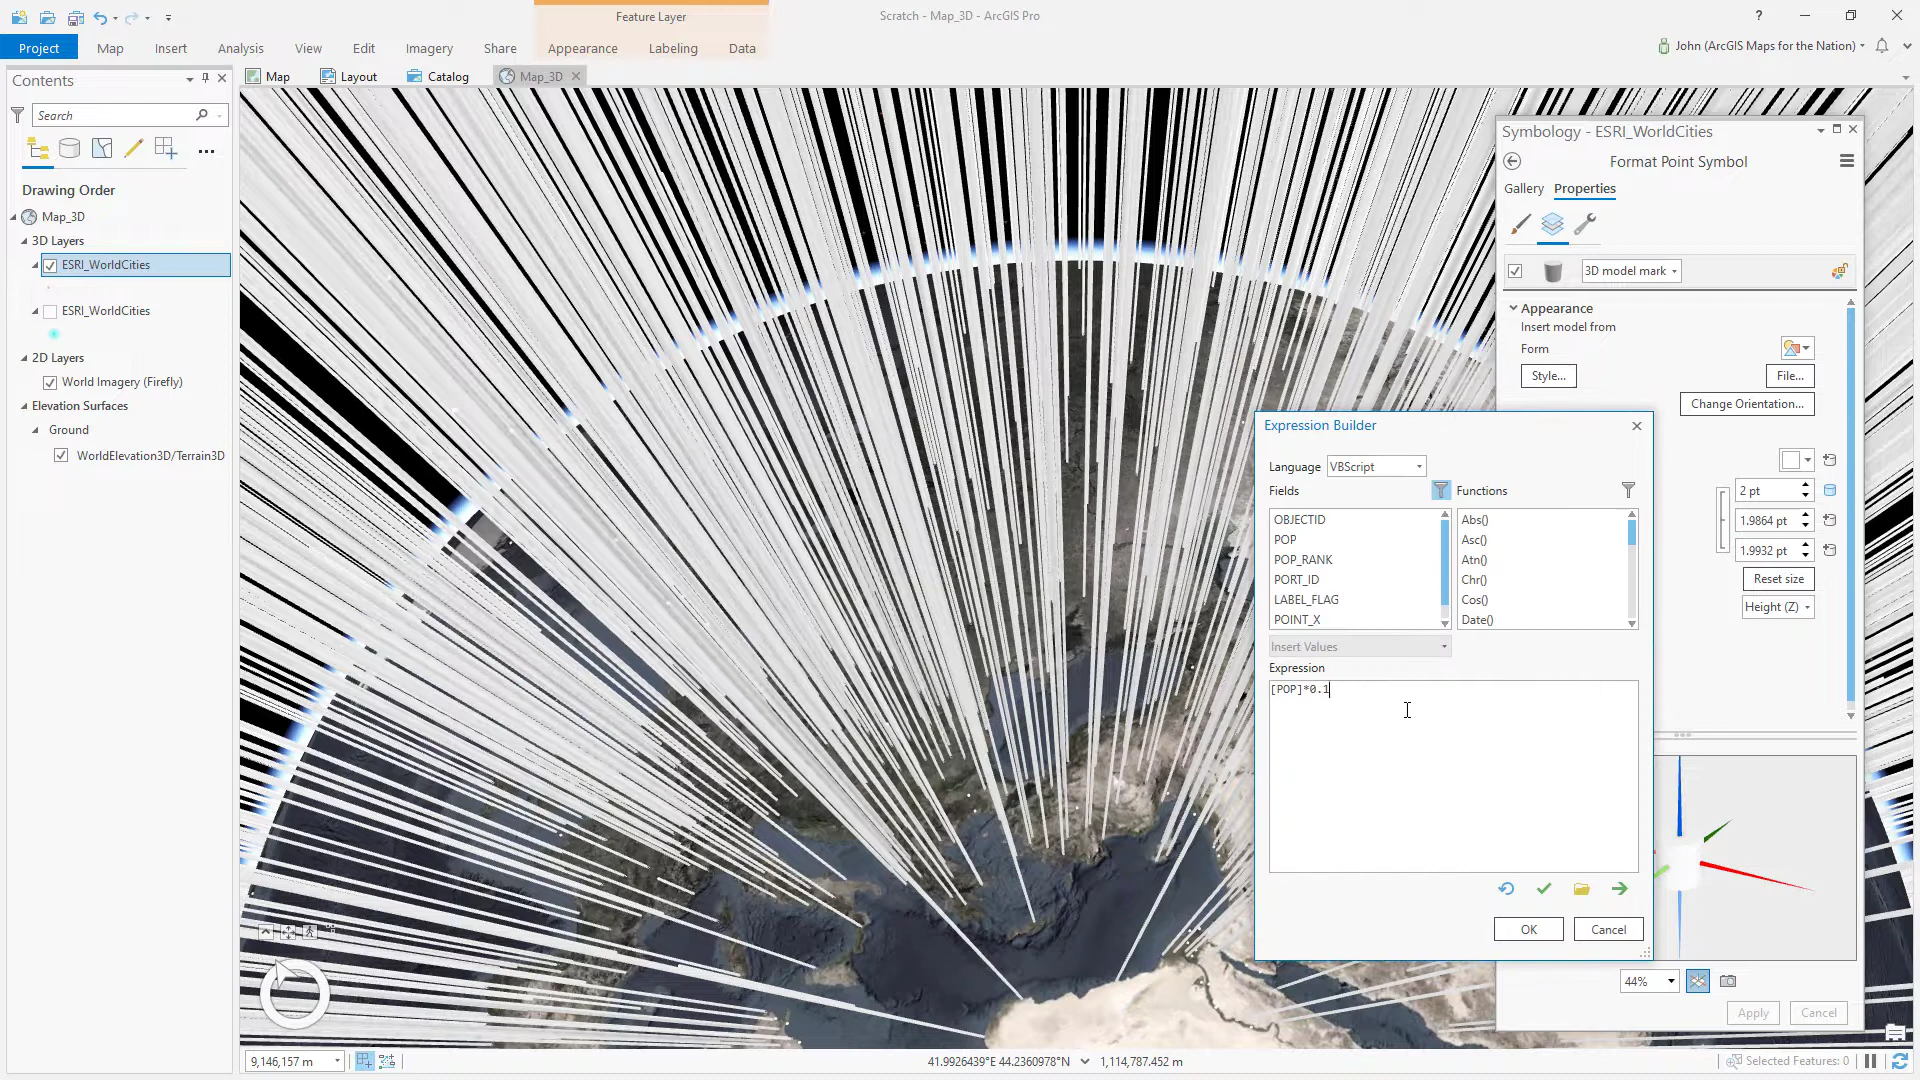 Feature Layer
Scratch - Map_3D - ArcGIS Pro
?
Project
Map
Insert
Analysis
View
Edit
Imagery
Share
Appearance
Labeling
Data
John (ArcGIS Maps for the Nation)
Contents
Map
Layout
Catalog
Map_3D
Search
Drawing Order
Map_3D
3D Layers
ESRI_WorldCities
ESRI_WorldCities
2D Layers
World Imagery (Firefly)
Elevation Surfaces
Ground
WorldElevation3D/Terrain3D
Symbology - ESRI_WorldCities
Format Point Symbol
Gallery
Properties
3D model mark
Appearance
Insert model from
Form
Style...
File...
Change Orientation...
2 pt
1.9864 pt
1.9932 pt
Reset size
Height (Z)
Expression Builder
Language
VBScript
Fields
Functions
OBJECTID
POP
POP_RANK
PORT_ID
LABEL_FLAG
POINT_X
Abs()
Asc()
Atn()
Chr()
Cos()
Date()
Insert Values
Expression
[POP]*0.1
OK
Cancel
44%
Apply
Cancel
9,146,157 m
41.9926439°E 44.2360978°N
1,114,787.452 m
Selected Features: 0